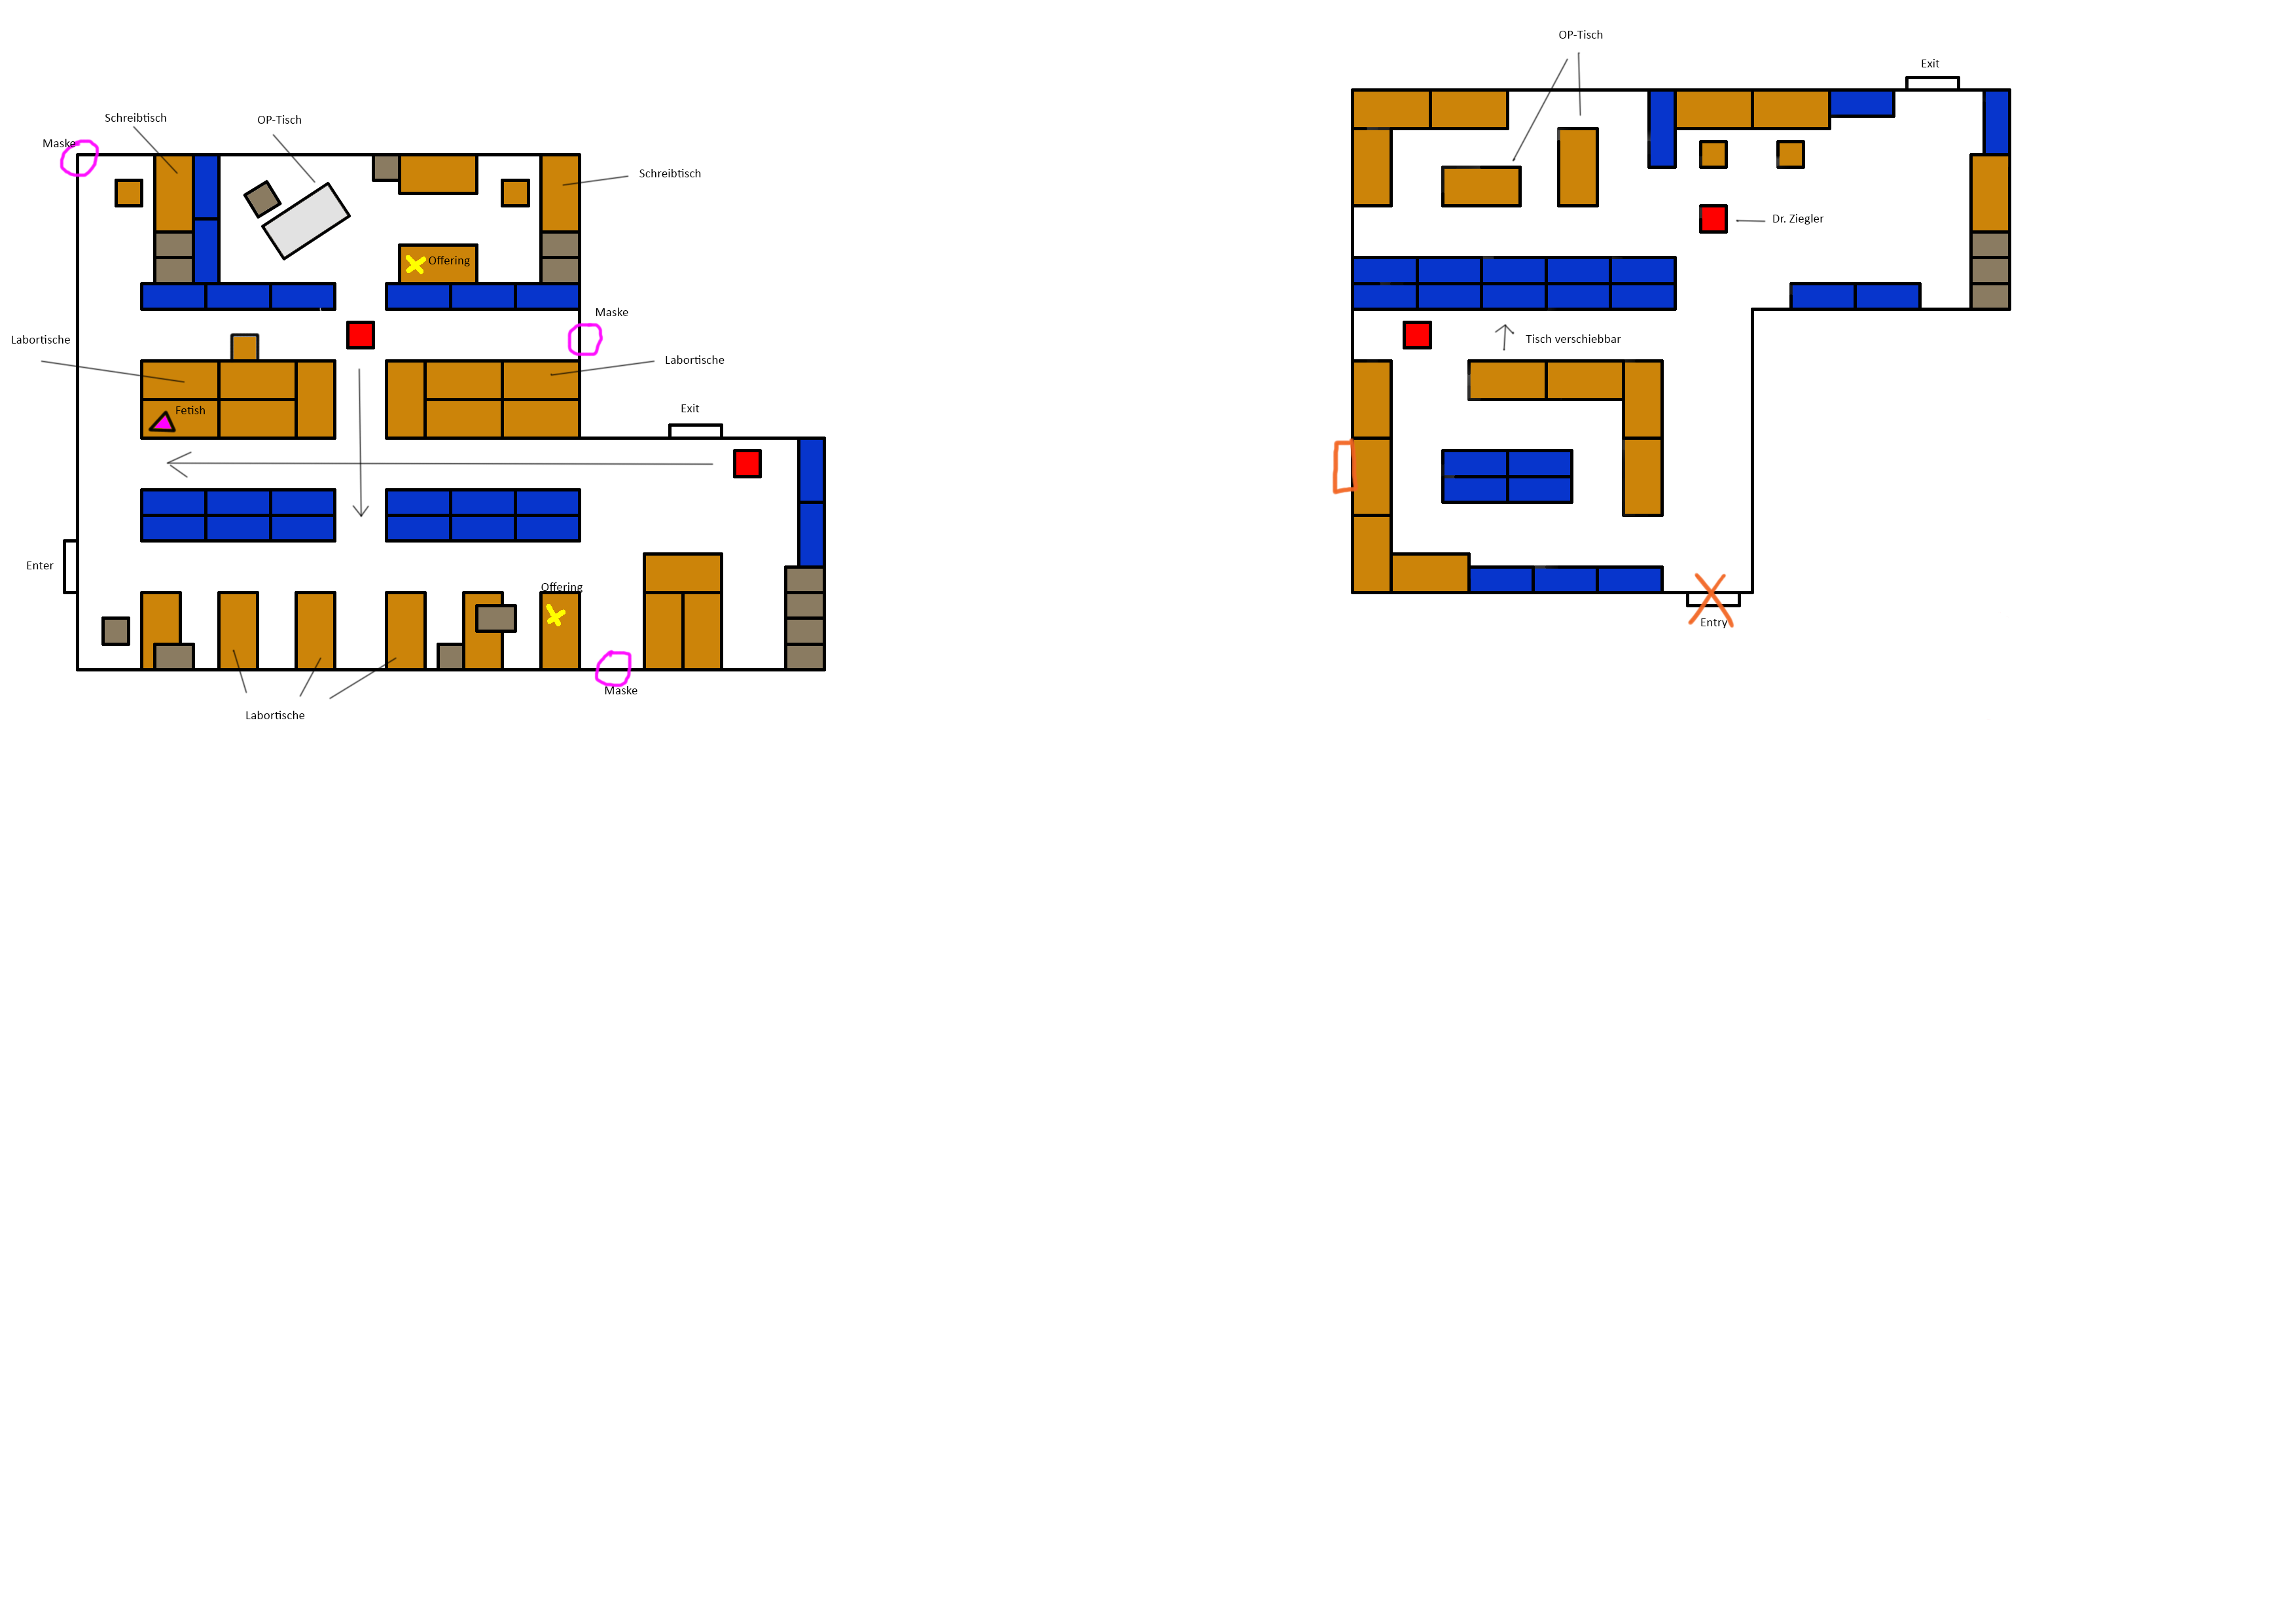 Schreibtisch
OP-Tisch
Maske
Schreibtisch
Offering
Maske
Labortische
Labortische
Fetish
Exit
Enter
Offering
Maske
Labortische
OP-Tisch
Exit
Dr. Ziegler
Tisch verschiebbar
Entry